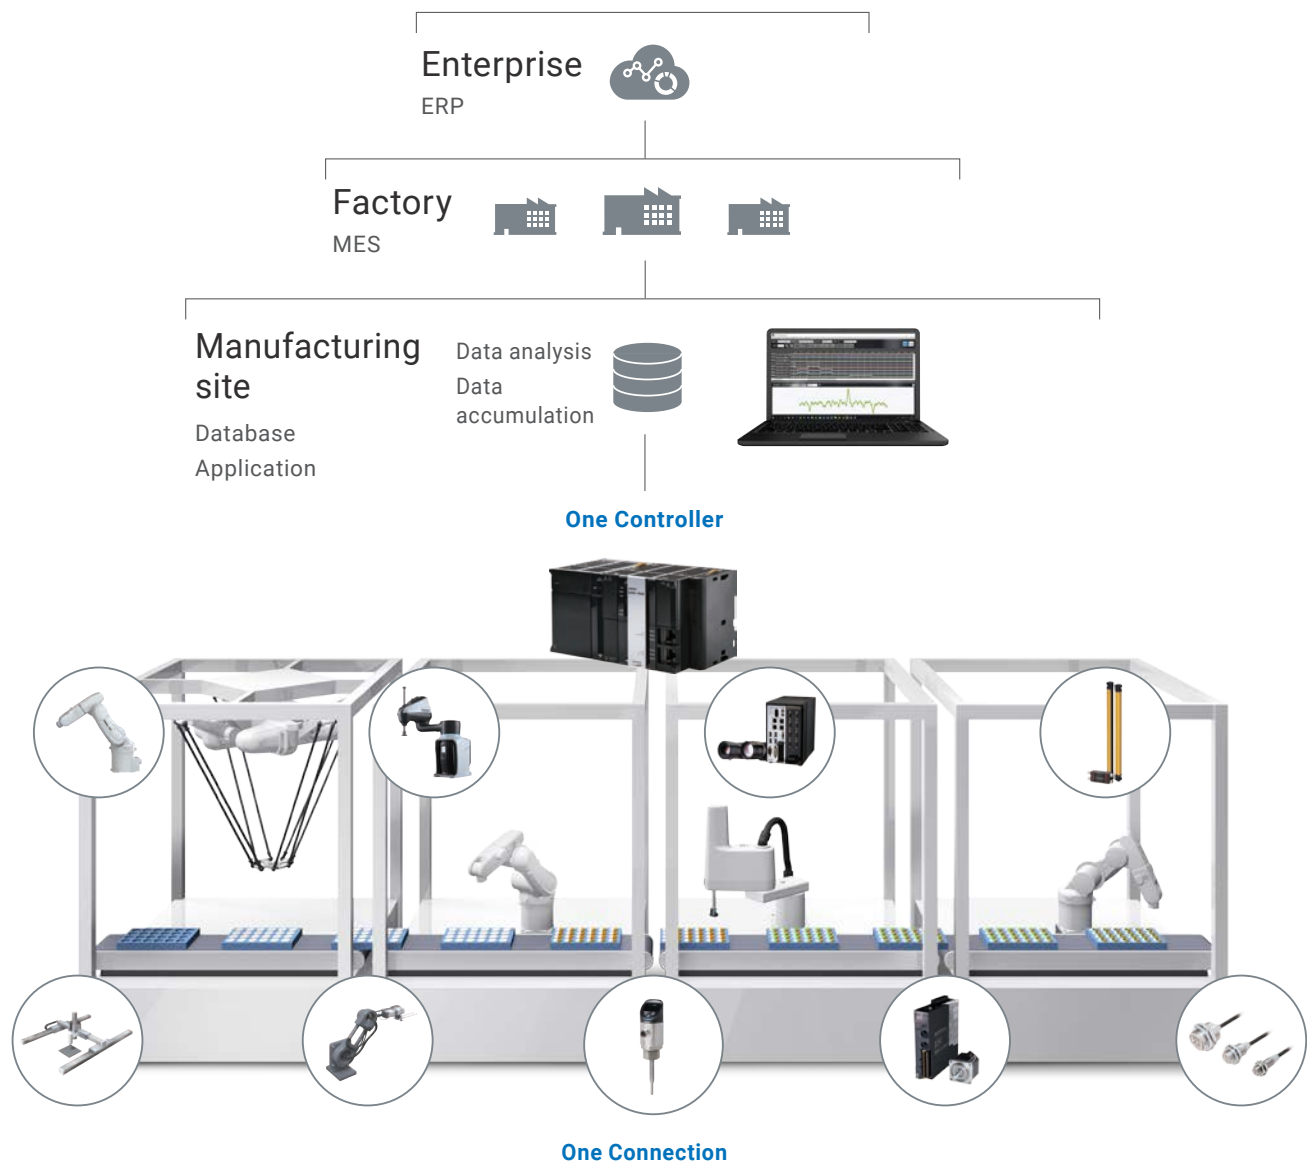 Enterprise
ERP
Factory
MES
Manufacturing
site
Database
Application
Data analysis
Data
accumulation
One Controller
One Connection